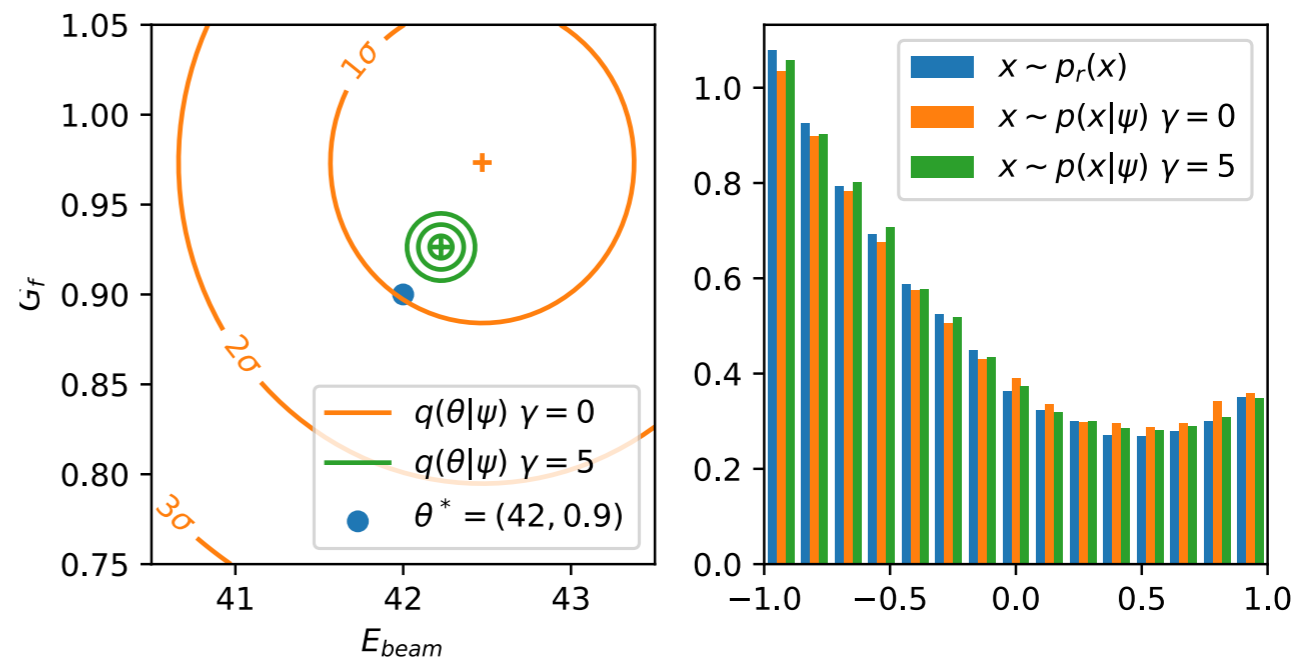 1.05
1.00
0.95
0.90
0.85
0.80
0.75
G_f
1σ
2σ
3σ
q(θ|ψ) γ = 0
q(θ|ψ) γ = 5
θ* = (42, 0.9)
41
42
43
E_beam
1.0
0.8
0.6
0.4
0.2
0.0
x ~ p_r(x)
x ~ p(x|ψ) γ = 0
x ~ p(x|ψ) γ = 5
−1.0
−0.5
0.0
0.5
1.0